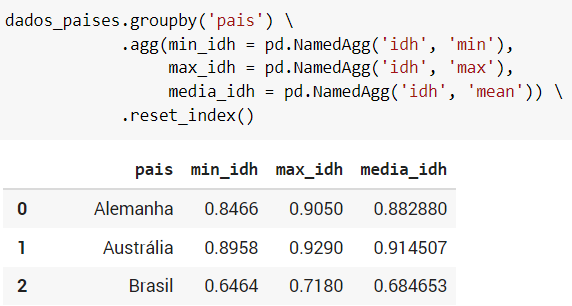 dados_paises.groupby('pais') \
.agg(min_idh = pd.NamedAgg('idh', 'min'),
max_idh = pd.NamedAgg('idh', 'max'),
media_idh = pd.NamedAgg('idh', 'mean')) \
.reset_index()
pais min_idh max_idh media_idh
0 Alemanha 0.8466 0.9050 0.882880
1 Austrália 0.8958 0.9290 0.914507
2 Brasil 0.6464 0.7180 0.684653